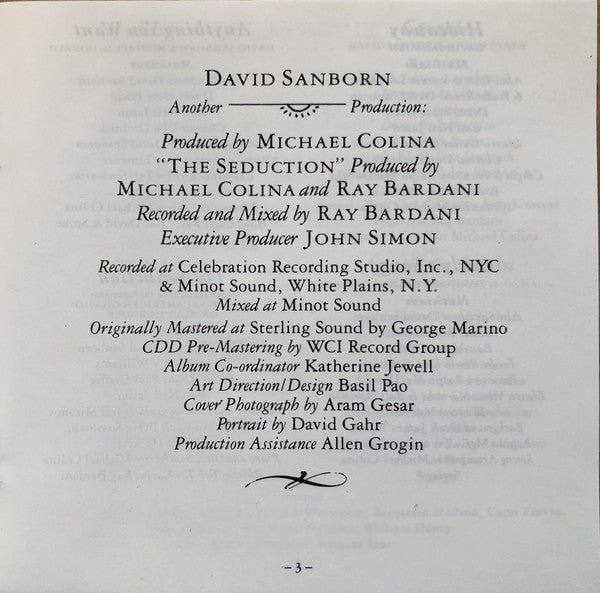 Hideaway
Anything You Want
DAVID SANBORN
Another Production:
Produced by MICHAEL COLINA
"THE SEDUCTION" Produced by
MICHAEL COLINA and RAY BARDANI
Recorded and Mixed by RAY BARDANI
Executive Producer JOHN SIMON
Recorded at Celebration Recording Studio, Inc., NYC
& Minot Sound, White Plains, N.Y.
Mixed at Minot Sound
Originally Mastered at Sterling Sound by George Marino
CDD Pre-Mastering by WCI Record Group
Album Co-ordinator Katherine Jewell
Art Direction/Design Basil Pao
Cover Photograph by Aram Gesar
Portrait by David Gahr
Production Assistance Allen Grogin
– 3 –